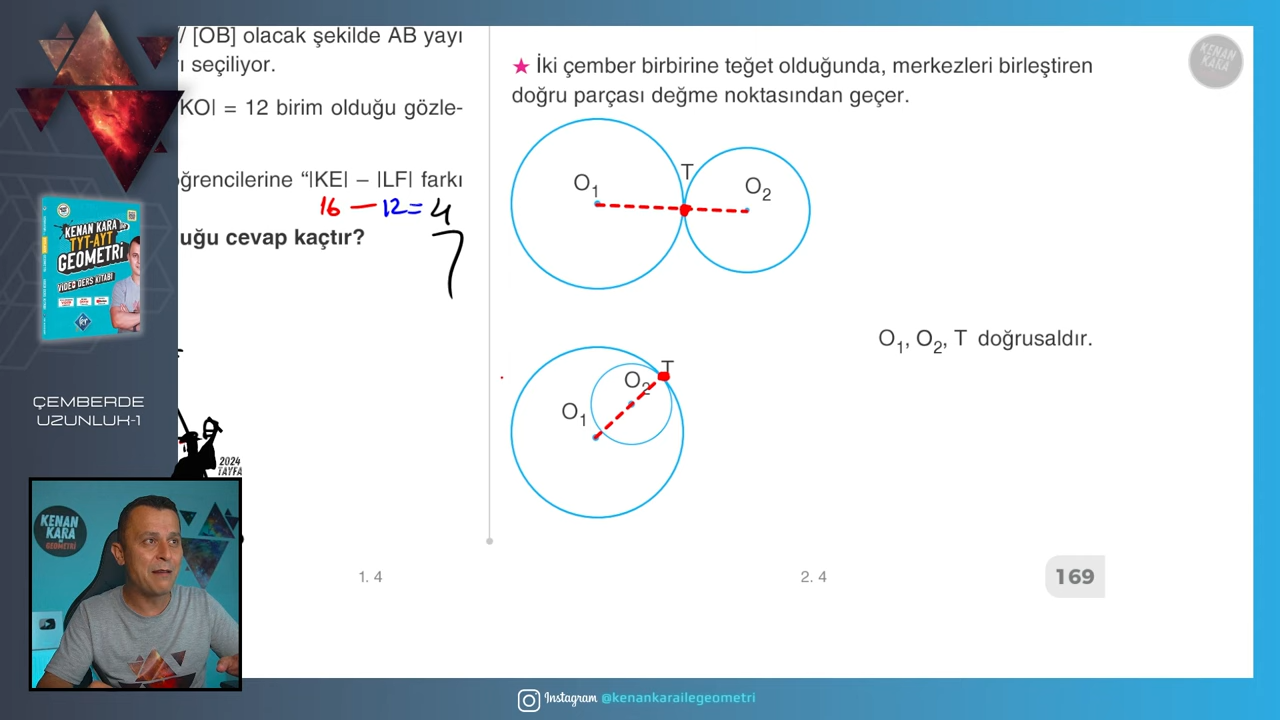 [OB] olacak şekilde AB yayı
seçiliyor.
KO| = 12 birim olduğu gözle-
öğrencilerine “|KE| – |LF| farkı
16 — 12 = 4
uğu cevap kaçtır?
1. 4
★ İki çember birbirine teğet olduğunda, merkezleri birleştiren
doğru parçası değme noktasından geçer.
O1
T
O2
O1, O2, T doğrusaldır.
T
O2
O1
2. 4
169
KENAN KARA
TYT-AYT
GEOMETRİ
VİDEO DERS KİTABI
ÇEMBERDE
UZUNLUK-1
2024
TAYFA
KENAN
KARA
GEOMETRİ
KENAN
KARA
Instagram @kenankarailegeometri